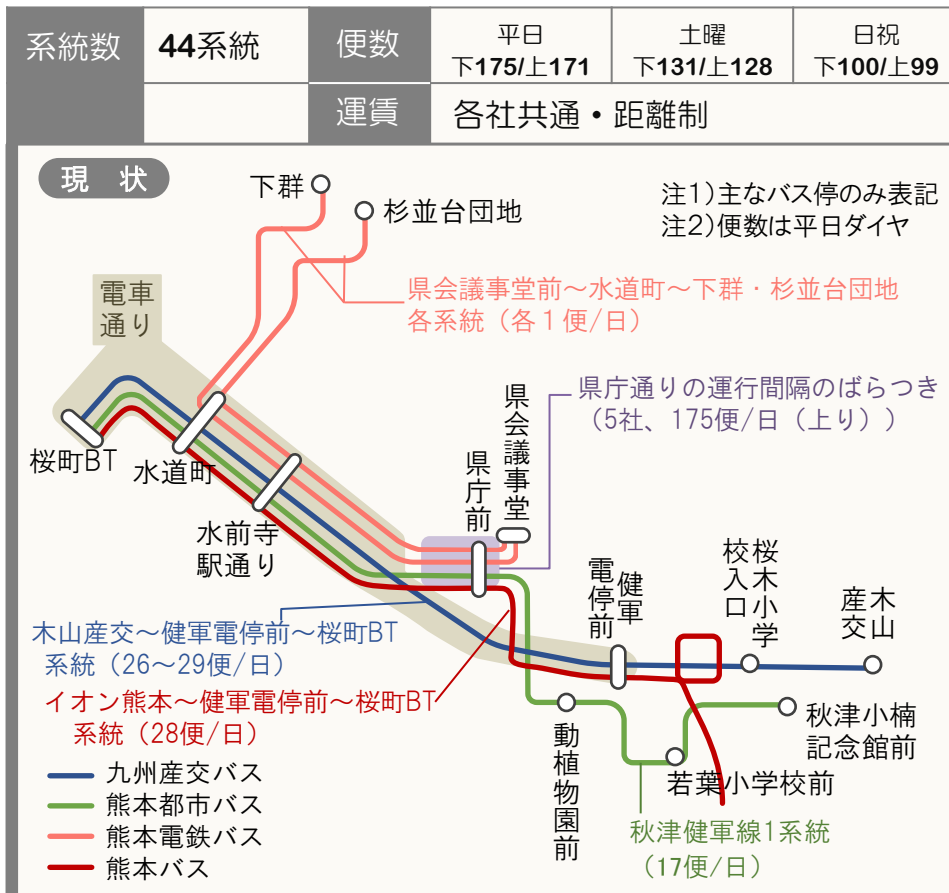 系統数
44系統
便数
平日
下175/上171
土曜
下131/上128
日祝
下100/上99
運賃
各社共通・距離制
現　状
下群
杉並台団地
注1）主なバス停のみ表記
注2）便数は平日ダイヤ
電車
通り
県会議事堂前～水道町～下群・杉並台団地
各系統（各１便/日）
県庁通りの運行間隔のばらつき
（5社、175便/日（上り））
県会議事堂
県庁前
桜町BT
水道町
水前寺
駅通り
健軍
電停前
桜木小学
校入口
木山
産交
木山産交～健軍電停前～桜町BT
系統（26～29便/日）
イオン熊本～健軍電停前～桜町BT
系統（28便/日）
動植物園前
若葉小学校前
秋津小楠
記念館前
九州産交バス
熊本都市バス
熊本電鉄バス
熊本バス
秋津健軍線1系統
（17便/日）